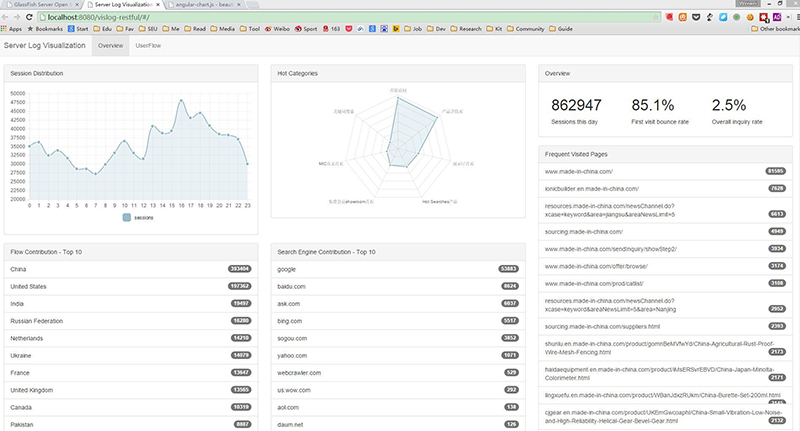 GlassFish Server Open S
Server Log Visualization
angular-chart.js - beaut
localhost:8080/vislog-restful/#/
Apps
Bookmarks
Start
Edu
Fav
SEU
Me
Read
Media
Tool
Weibo
Sport
163
Job
Dev
Research
Kit
Community
Guide
Other bookmark
Server Log Visualization
Overview
UserFlow
Session Distribution
50000
47500
45000
42500
40000
37500
35000
32500
30000
27500
25000
22500
20000
0 1 2 3 4 5 6 7 8 9 10 11 12 13 14 15 16 17 18 19 20 21 22 23
sessions
Hot Categories
Hot Searches
Overview
862947
Sessions this day
85.1%
First visit bounce rate
2.5%
Overall inquiry rate
Frequent Visited Pages
www.made-in-china.com/ 81595
ionicbuilder.en.made-in-china.com/ 7628
resources.made-in-china.com/newsChannel.do?
xcase=keyword&area=jiangsu&areaNewsLimit=5 6613
sourcing.made-in-china.com/ 4949
www.made-in-china.com/sendInquiry/showStep2/ 3934
www.made-in-china.com/offer/browse/ 3174
www.made-in-china.com/prod/catlist/ 3108
resources.made-in-china.com/newsChannel.do?
xcase=keyword&areaNewsLimit=5&area=Nanjing 2952
sourcing.made-in-china.com/suppliers.html 2393
shunliu.en.made-in-china.com/product/gomnBeMVfwYd/China-Agricultural-Rust-Proof-
Wire-Mesh-Fencing.html 2173
haidaequipment.en.made-in-china.com/product/iMsERSvrEBVD/China-Japan-Minolta-
Colorimeter.html 2171
lingxuefu.en.made-in-china.com/product/WBanJdxzRUkm/China-Burette-Set-200ml.html
cjgear.en.made-in-china.com/product/UKEmGwoaphl/China-Small-Vibration-Low-Noise-
and-High-Reliability-Helical-Gear-Bevel-Gear.html 2132
Flow Contribution - Top 10
China 393404
United States 197362
India 19497
Russian Federation 16280
Netherlands 14210
Ukraine 14079
France 13647
United Kingdom 13565
Canada 10319
Pakistan 8887
Search Engine Contribution - Top 10
google 53883
baidu.com 8624
ask.com 6037
bing.com 5517
sogou.com 3852
yahoo.com 1071
webcrawler.com 529
us.wow.com 292
aol.com 138
daum.net 126